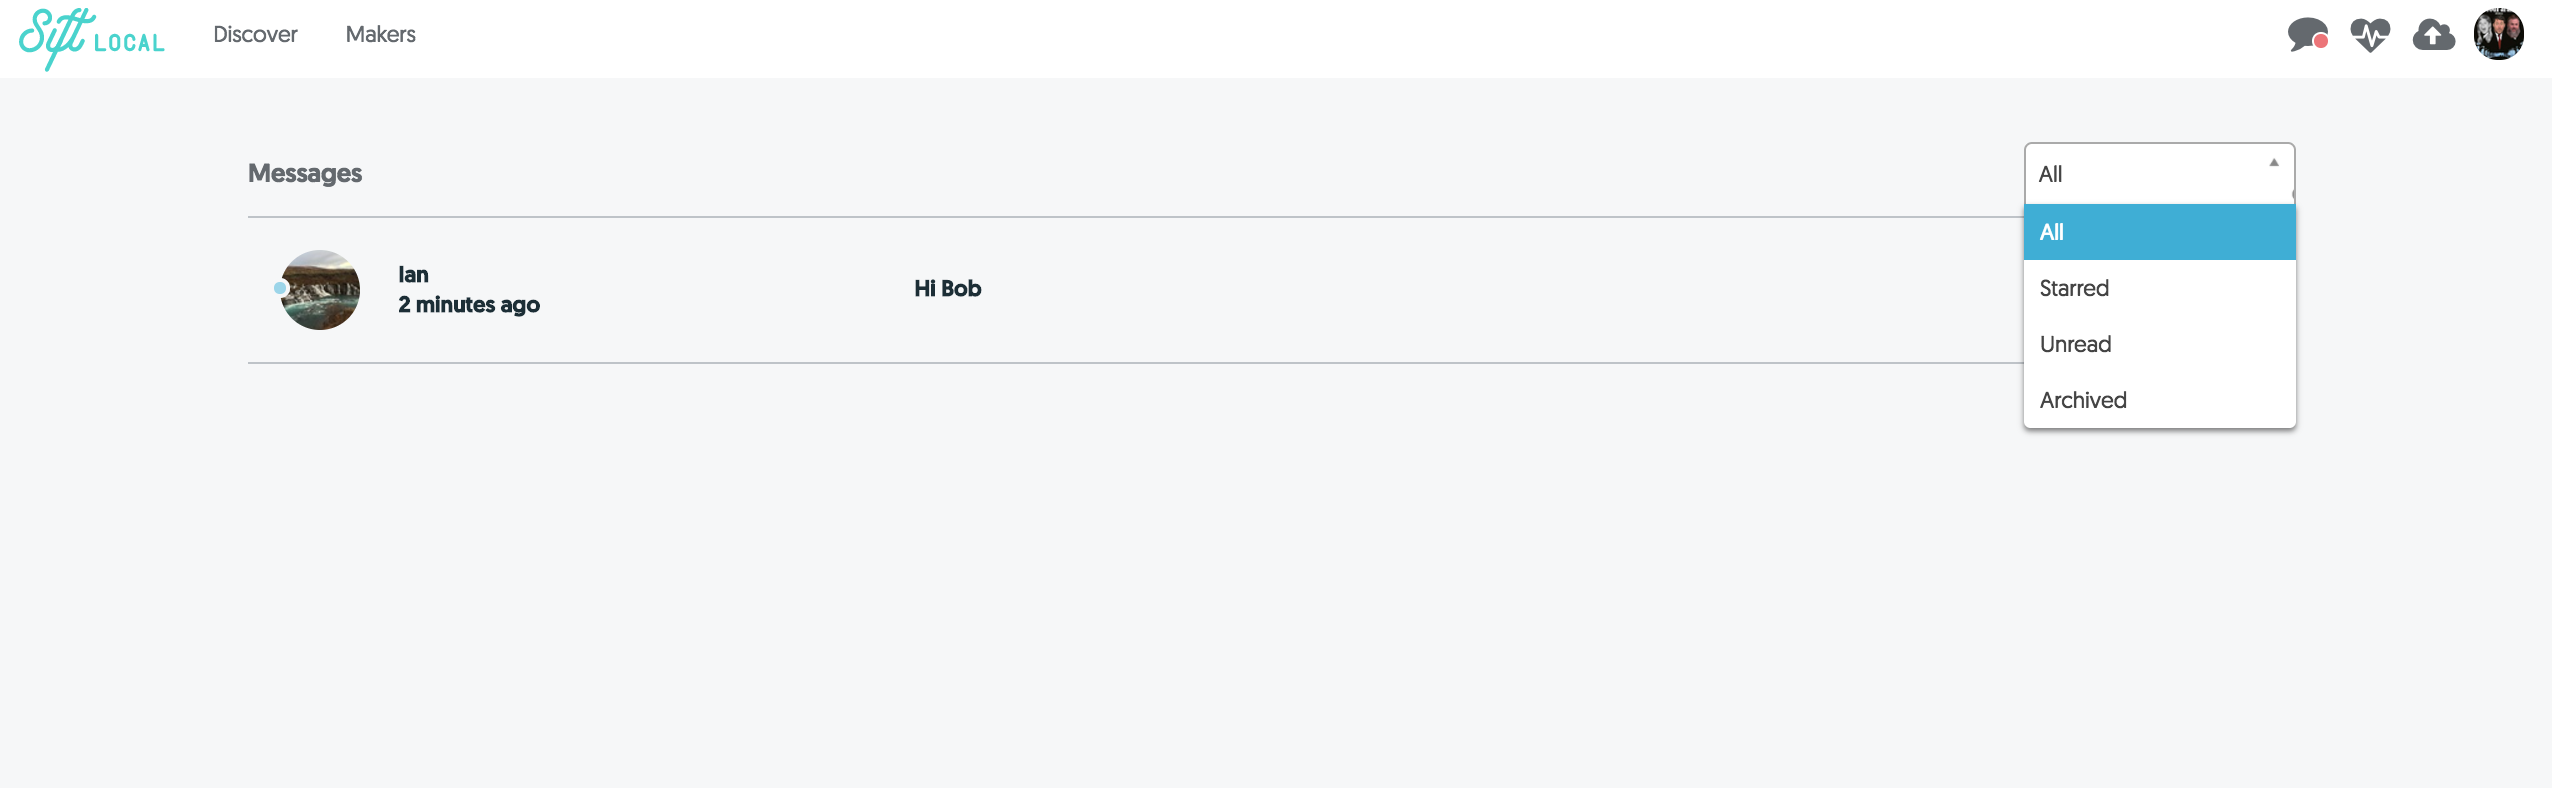 Sift LOCAL
Discover
Makers
Messages
All
All
Starred
Unread
Archived
Ian
2 minutes ago
Hi Bob